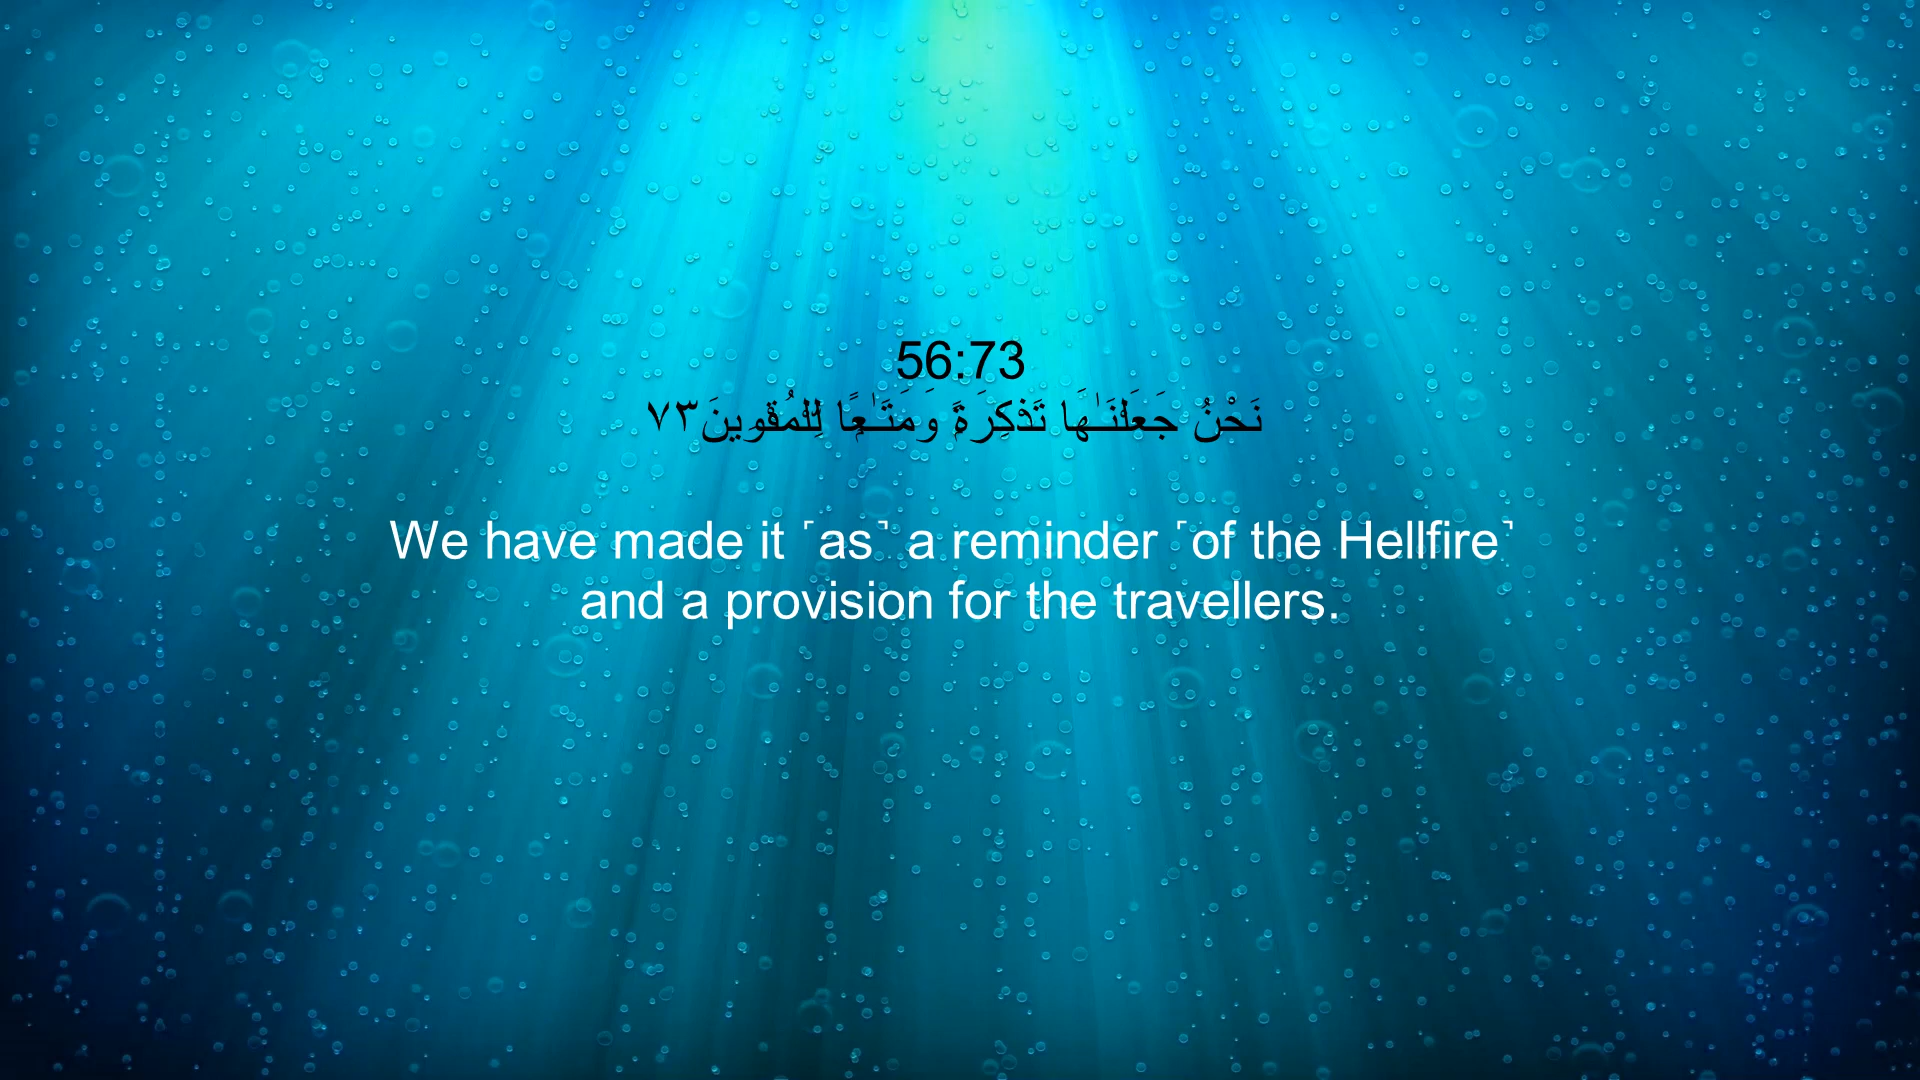 56:73
نَحْنُ جَعَلْنَـٰهَا تَذْكِرَةًۭ وَمَتَـٰعًۭا لِّلْمُقْوِينَ٧٣
We have made it ˹as˺ a reminder ˹of the Hellfire˺
and a provision for the travellers.